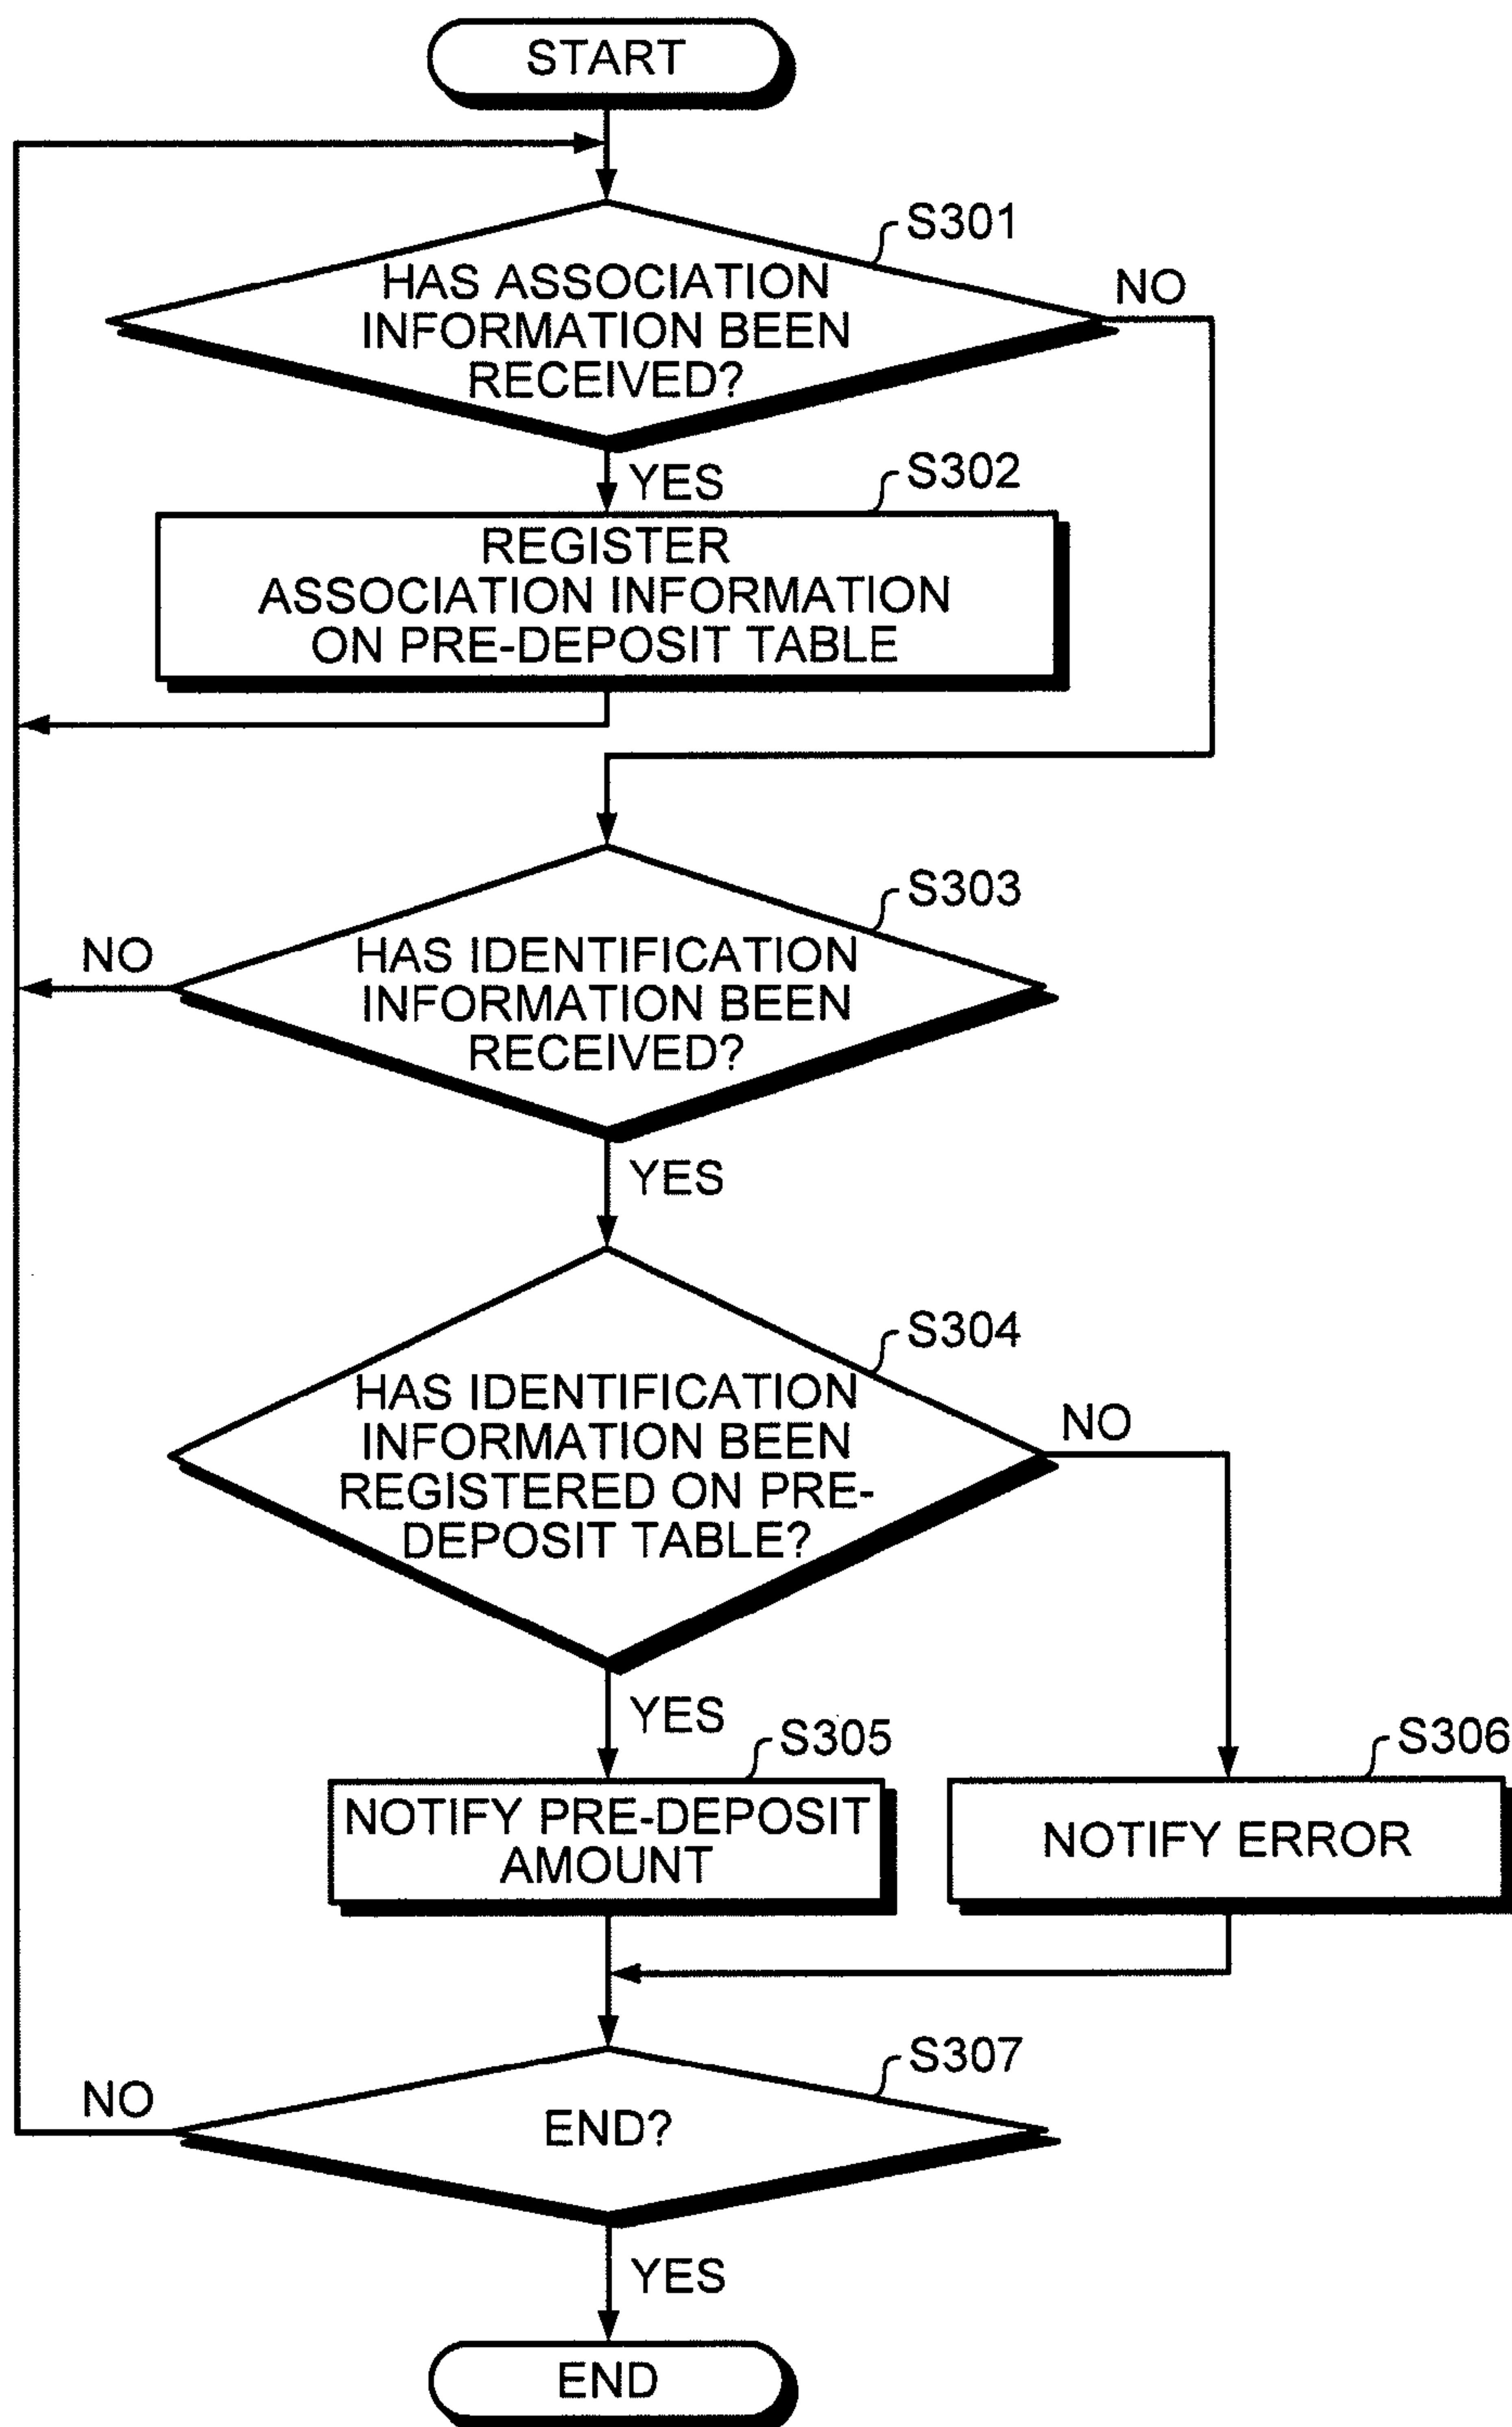 START
S301
HAS ASSOCIATION
INFORMATION BEEN
RECEIVED?
NO
YES
S302
REGISTER
ASSOCIATION INFORMATION
ON PRE-DEPOSIT TABLE
S303
HAS IDENTIFICATION
INFORMATION BEEN
RECEIVED?
NO
YES
S304
HAS IDENTIFICATION
INFORMATION BEEN
REGISTERED ON PRE-
DEPOSIT TABLE?
NO
YES
S305
NOTIFY PRE-DEPOSIT
AMOUNT
S306
NOTIFY ERROR
S307
END?
NO
YES
END